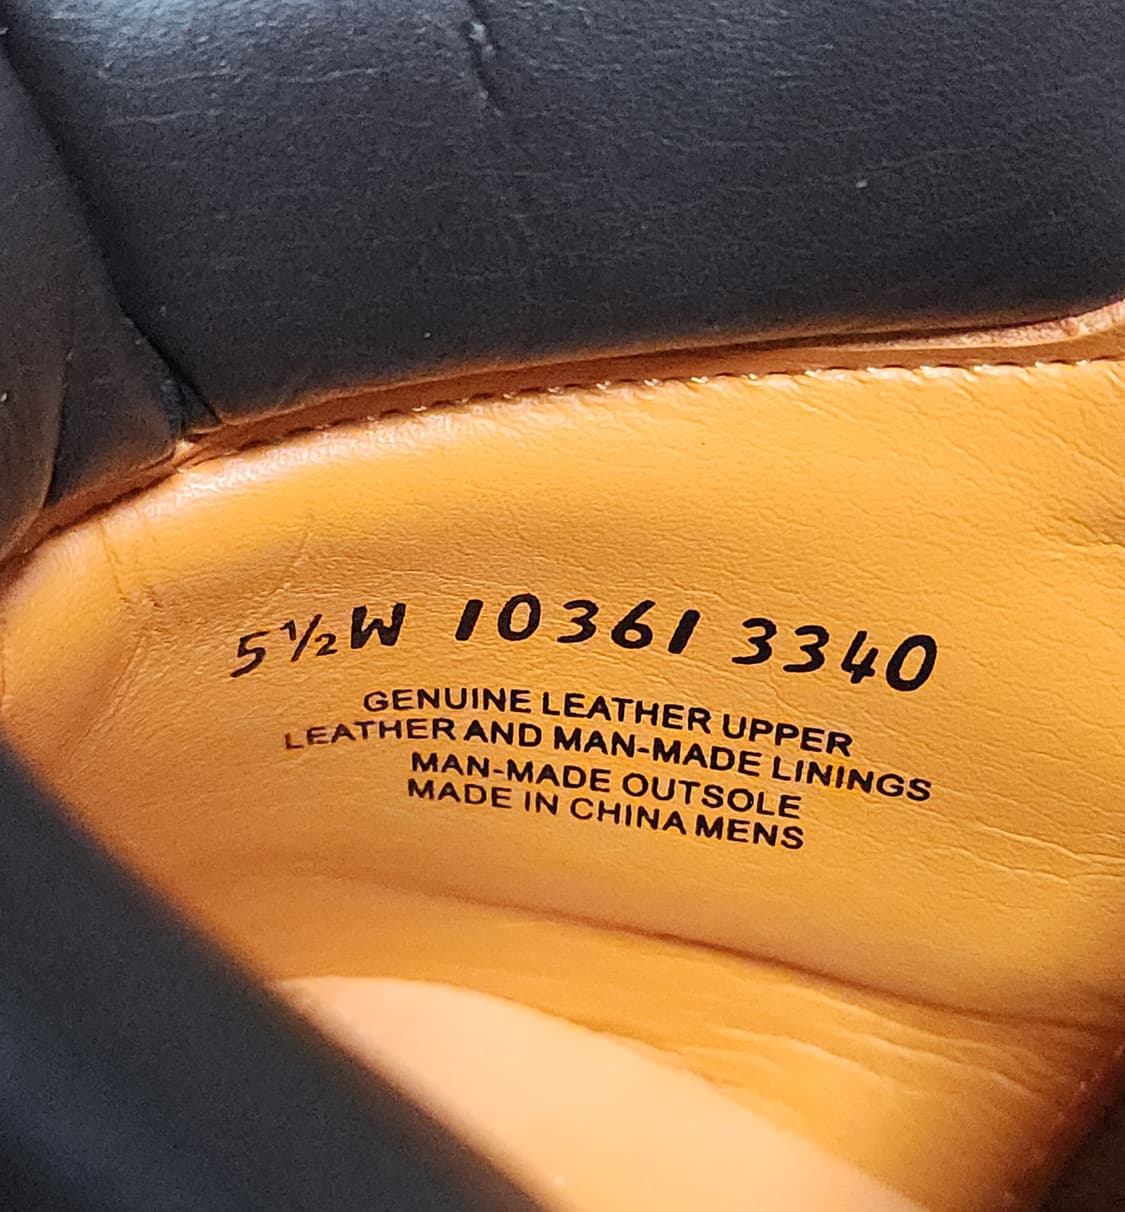 5½W 10361 3340
GENUINE LEATHER UPPER
LEATHER AND MAN-MADE LININGS
MAN-MADE OUTSOLE
MADE IN CHINA MENS